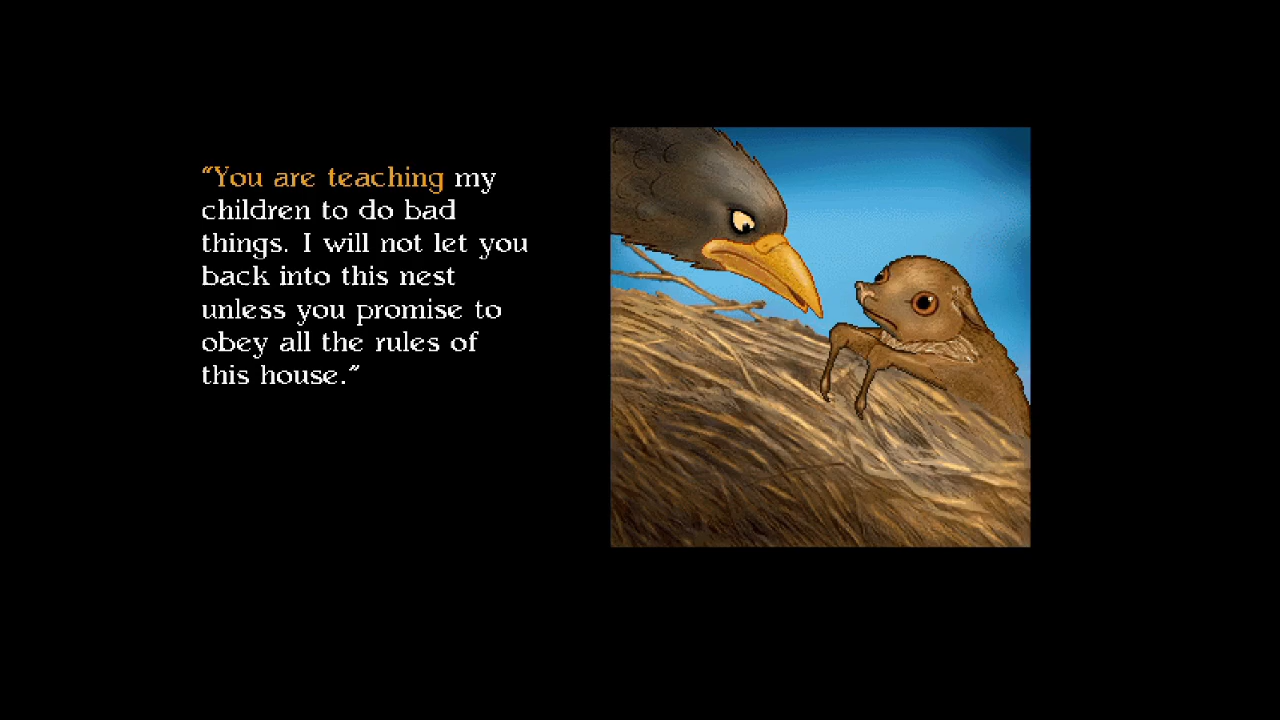 “You are teaching my
children to do bad
things. I will not let you
back into this nest
unless you promise to
obey all the rules of
this house.”